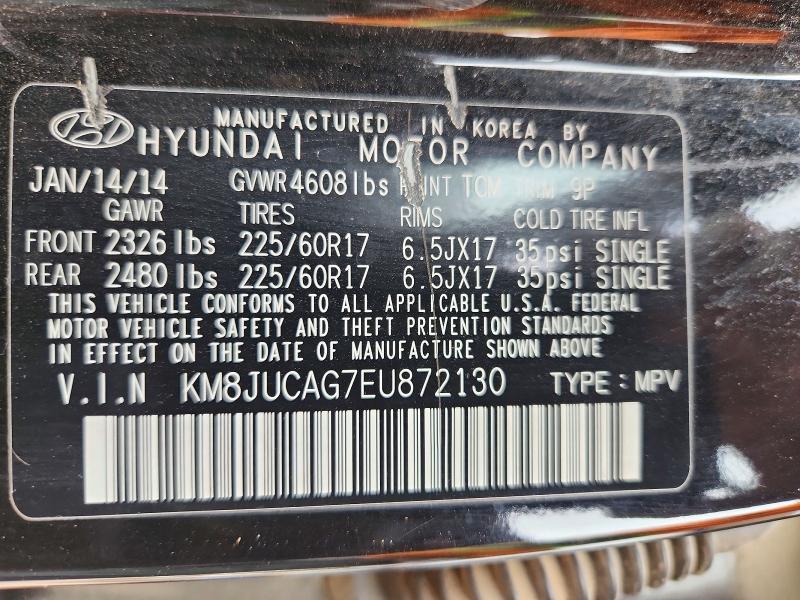 MANUFACTURED IN KOREA BY
HYUNDAI MOTOR COMPANY
JAN/14/14 GVWR 4608lbs PAINT TCM TRIM 9P
GAWR TIRES RIMS COLD TIRE INFL
FRONT 2326 lbs 225/60R17 6.5JX17 35psi SINGLE
REAR 2480 lbs 225/60R17 6.5JX17 35psi SINGLE
THIS VEHICLE CONFORMS TO ALL APPLICABLE U.S.A. FEDERAL
MOTOR VEHICLE SAFETY AND THEFT PREVENTION STANDARDS
IN EFFECT ON THE DATE OF MANUFACTURE SHOWN ABOVE
V.I.N KM8JUCAG7EU872130 TYPE : MPV